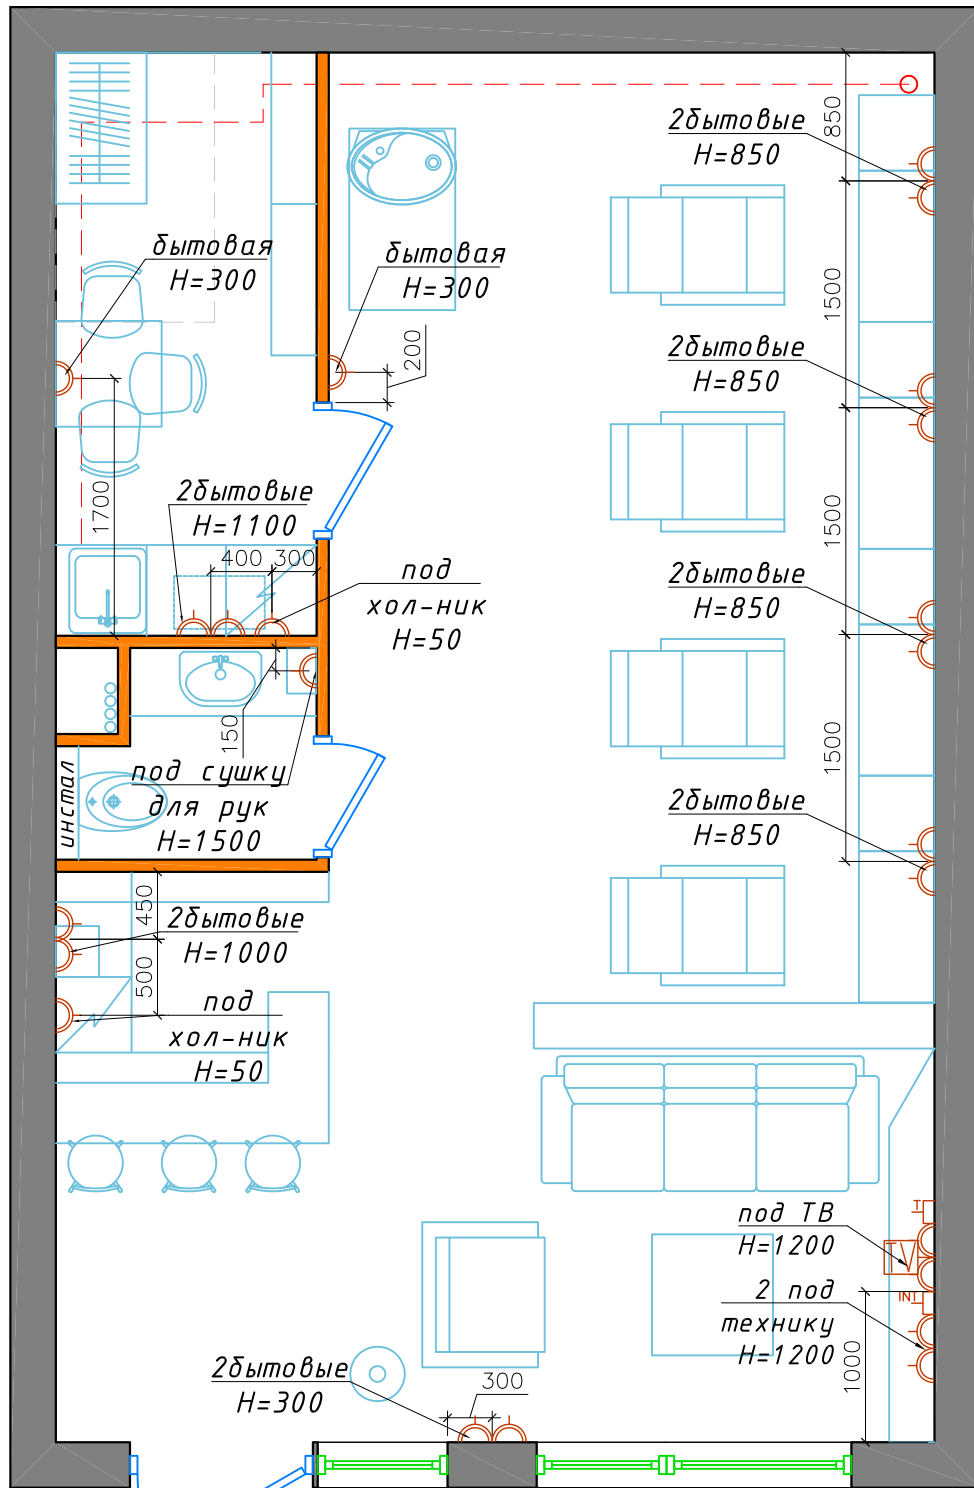 850
2бытовые
H=850
бытовая
H=300
бытовая
H=300
200
1500
2бытовые
H=850
1700
2бытовые
H=1100
400
300
под
хол-ник
H=50
1500
2бытовые
H=850
150
под сушку
для рук
H=1500
инстал
1500
2бытовые
H=850
450
2бытовые
H=1000
500
под
хол-ник
H=50
T
под ТВ
H=1200
TV
INT
2 под
технику
H=1200
1000
2бытовые
H=300
300